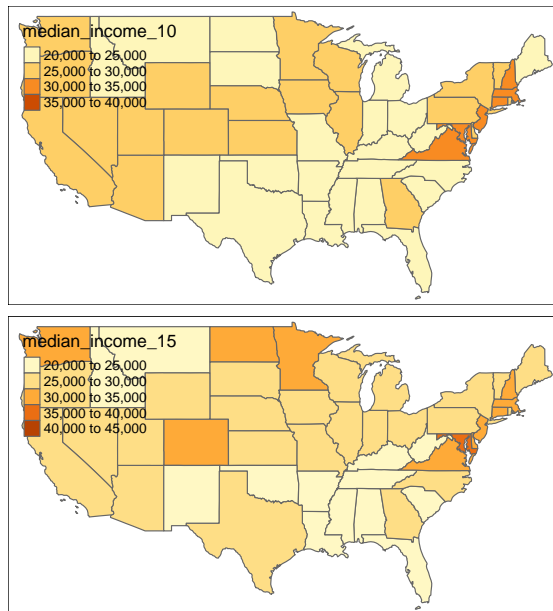 median_income_10
20,000 to 25,000
25,000 to 30,000
30,000 to 35,000
35,000 to 40,000
median_income_15
20,000 to 25,000
25,000 to 30,000
30,000 to 35,000
35,000 to 40,000
40,000 to 45,000